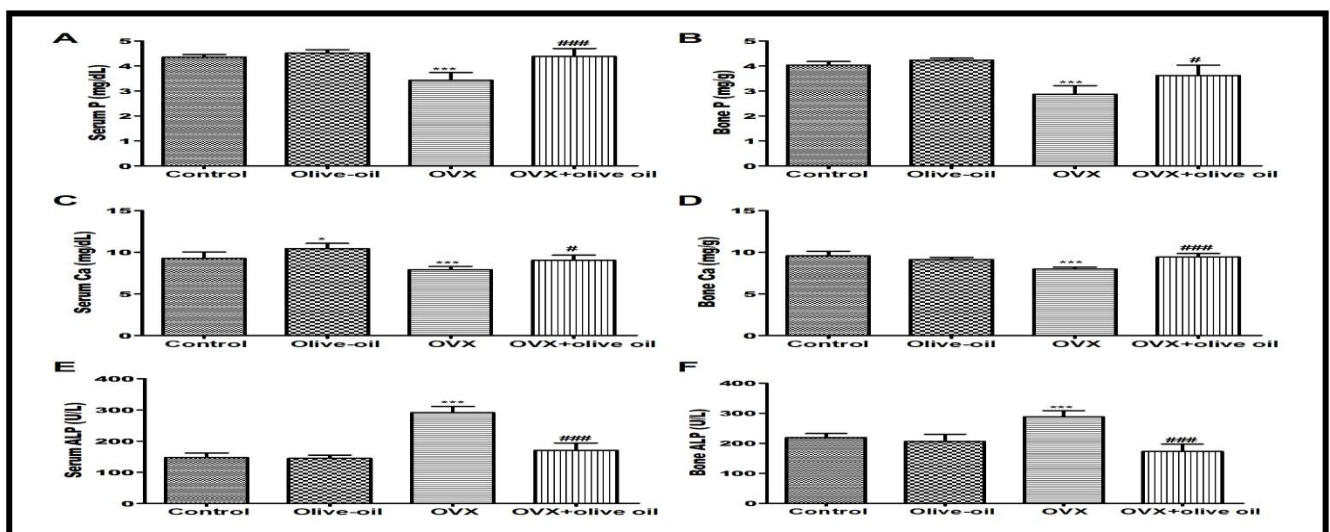 A
B
Serum P (mg/dL)
5
4
3
2
1
0
###
***
Control Olive-oil OVX OVX+olive oil
Bone P (mg/g)
5
4
3
2
1
0
#
***
Control Olive-oil OVX OVX+olive oil
C
D
Serum Ca (mg/dL)
15
10
5
0
*
***
#
Control Olive-oil OVX OVX+olive oil
Bone Ca (mg/g)
15
10
5
0
***
###
Control Olive-oil OVX OVX+olive oil
E
F
Serum ALP (U/L)
400
300
200
100
0
***
###
Control Olive-oil OVX OVX+olive oil
Bone ALP (U/L)
400
300
200
100
0
***
###
Control Olive-oil OVX OVX+olive oil